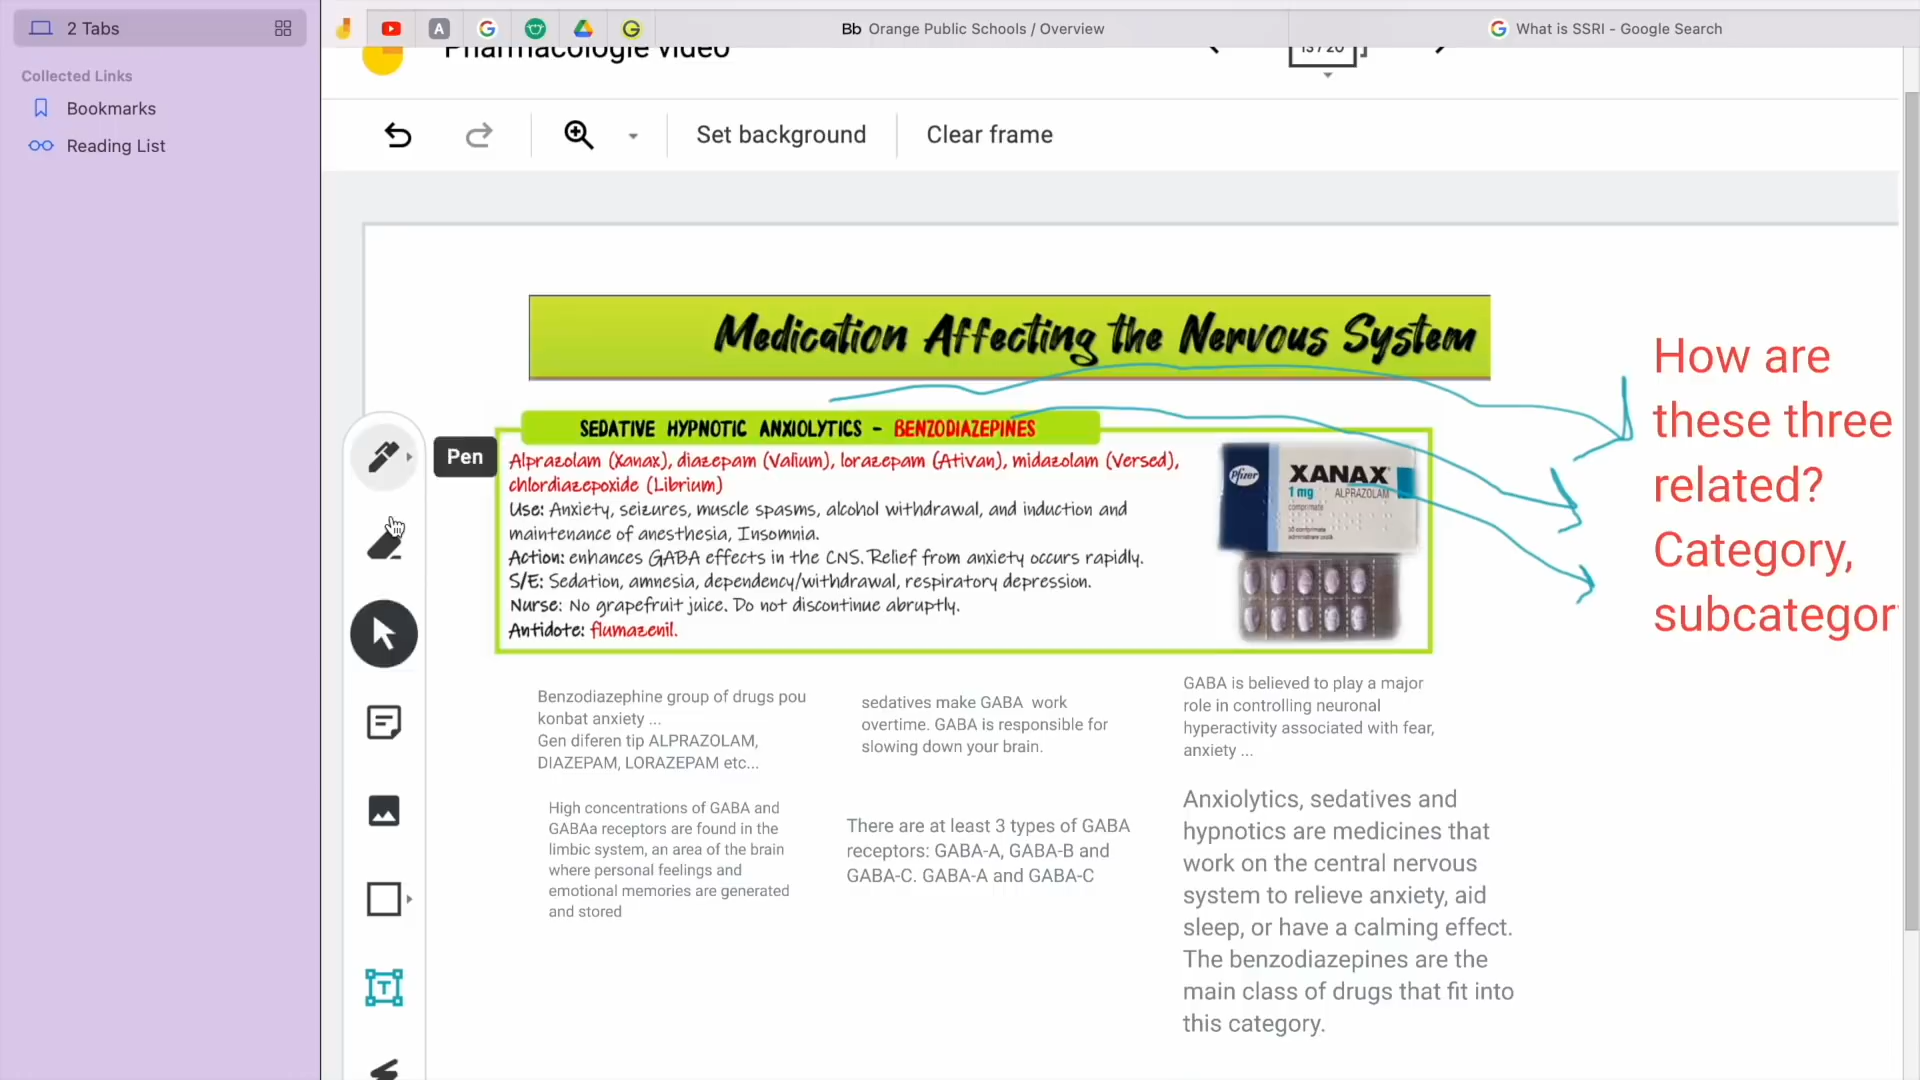 2 Tabs
Collected Links
Bookmarks
Reading List
A
Bb Orange Public Schools / Overview
What is SSRI - Google Search
Pharmacologie video
13 / 20
Set background
Clear frame
Pen
Medication Affecting the Nervous System
SEDATIVE HYPNOTIC ANXIOLYTICS - BENZODIAZEPINES
Alprazolam (Xanax), diazepam (Valium), lorazepam (Ativan), midazolam (Versed),
chlordiazepoxide (Librium)
Use: Anxiety, seizures, muscle spasms, alcohol withdrawal, and induction and
maintenance of anesthesia, Insomnia.
Action: enhances GABA effects in the CNS. Relief from anxiety occurs rapidly.
S/E: Sedation, amnesia, dependency/withdrawal, respiratory depression.
Nurse: No grapefruit juice. Do not discontinue abruptly.
Antidote: flumazenil.
Pfizer
XANAX
1 mg ALPRAZOLAM
comprimate
How are
these three
related?
Category,
subcategor
Benzodiazephine group of drugs pou
konbat anxiety ...
Gen diferen tip ALPRAZOLAM,
DIAZEPAM, LORAZEPAM etc...
sedatives make GABA work
overtime. GABA is responsible for
slowing down your brain.
GABA is believed to play a major
role in controlling neuronal
hyperactivity associated with fear,
anxiety ...
High concentrations of GABA and
GABAa receptors are found in the
limbic system, an area of the brain
where personal feelings and
emotional memories are generated
and stored
There are at least 3 types of GABA
receptors: GABA-A, GABA-B and
GABA-C. GABA-A and GABA-C
Anxiolytics, sedatives and
hypnotics are medicines that
work on the central nervous
system to relieve anxiety, aid
sleep, or have a calming effect.
The benzodiazepines are the
main class of drugs that fit into
this category.